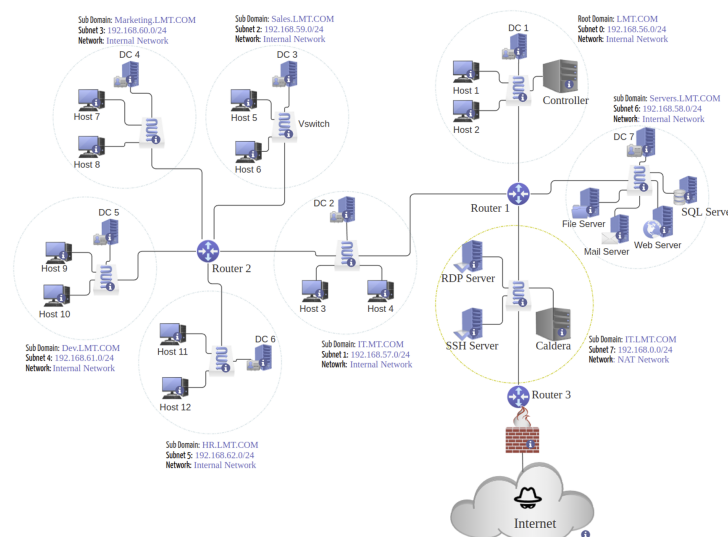 Sub Domain: Marketing.LMT.COM
Subnet 3: 192.168.60.0/24
Network: Internal Network
DC 4
Host 7
Host 8
Sub Domain: Sales.LMT.COM
Subnet 2: 192.168.59.0/24
Network: Internal Network
DC 3
Host 5
Vswitch
Host 6
Root Domain: LMT.COM
Subnet 0: 192.168.56.0/24
Network: Internal Network
DC 1
Host 1
Controller
Host 2
sub Domain: Servers.LMT.COM
Subnet 6: 192.168.58.0/24
Network: Internal Network
DC 7
File Server
Mail Server
Web Server
SQL Serve
Router 1
DC 5
Host 9
Host 10
Sub Domain: Dev.LMT.COM
Subnet 4: 192.168.61.0/24
Network: Internal Network
Router 2
DC 2
Host 3
Host 4
Sub Domain: IT.MT.COM
Subnet 1: 192.168.57.0/24
Network: Internal Network
DC 6
Host 11
Host 12
Sub Domain: HR.LMT.COM
Subnet 5: 192.168.62.0/24
Network: Internal Network
RDP Server
SSH Server
Caldera
Sub Domain: IT.LMT.COM
Subnet 7: 192.168.0.0/24
Network: NAT Network
Router 3
Internet